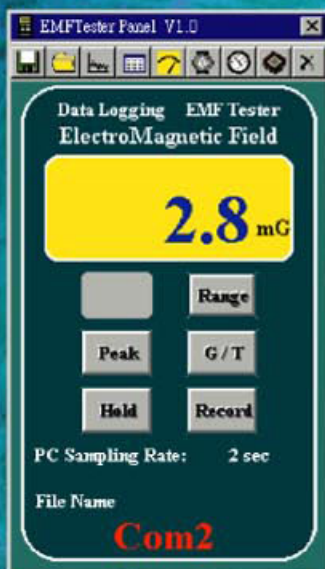 EMFTester Panel V1.0
Data Logging EMF Tester
ElectroMagnetic Field
2.8 mG
Range
Peak G / T
Hold Record
PC Sampling Rate: 2 sec
File Name
Com2